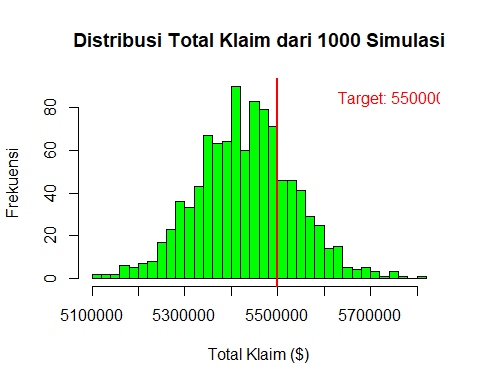 Distribusi Total Klaim dari 1000 Simulasi
Target: 550000
Frekuensi
80
60
40
20
0
5100000 5300000 5500000 5700000
Total Klaim ($)